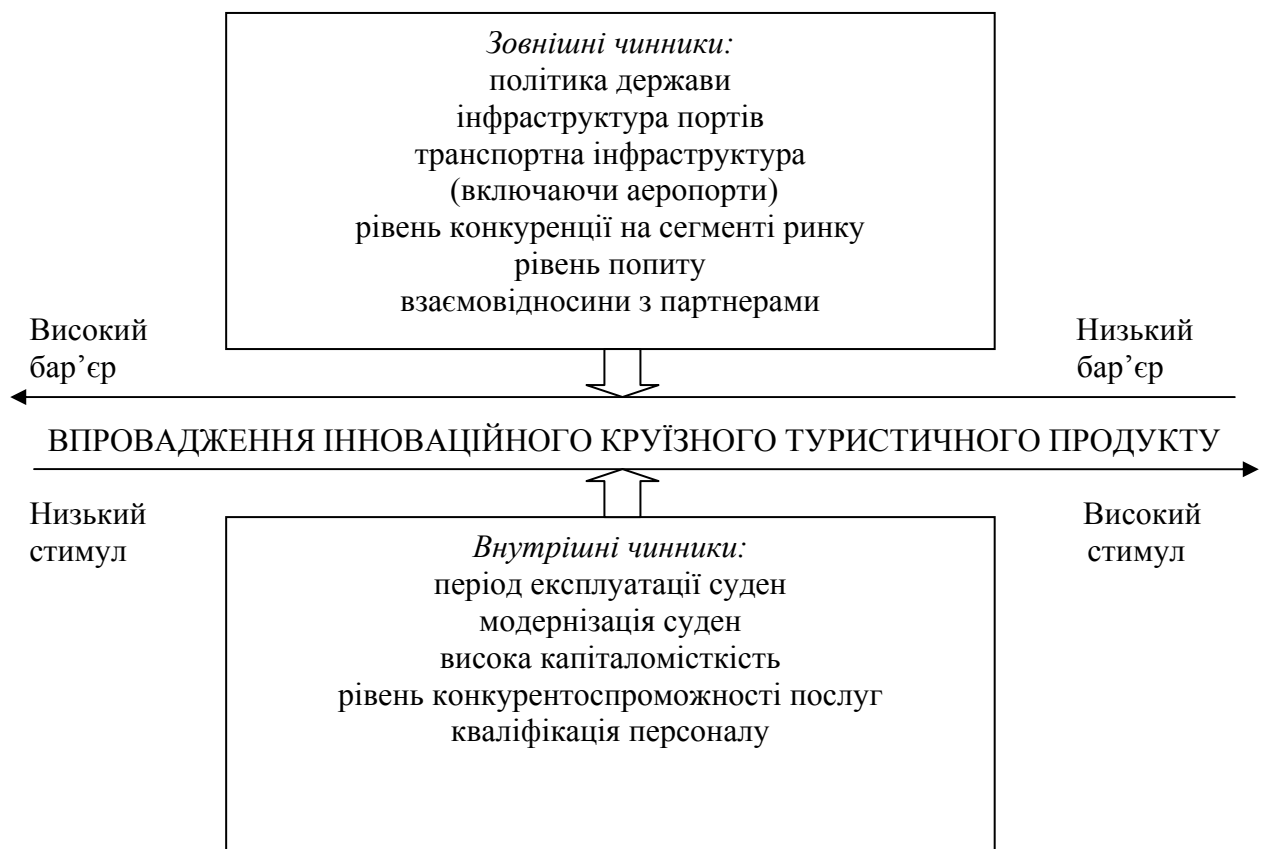 Зовнішні чинники:
політика держави
інфраструктура портів
транспортна інфраструктура
(включаючи аеропорти)
рівень конкуренції на сегменті ринку
рівень попиту
взаємовідносини з партнерами
Високий
бар’єр
Низький
бар’єр
ВПРОВАДЖЕННЯ ІННОВАЦІЙНОГО КРУЇЗНОГО ТУРИСТИЧНОГО ПРОДУКТУ
Низький
стимул
Високий
стимул
Внутрішні чинники:
період експлуатації суден
модернізація суден
висока капіталомісткість
рівень конкурентоспроможності послуг
кваліфікація персоналу